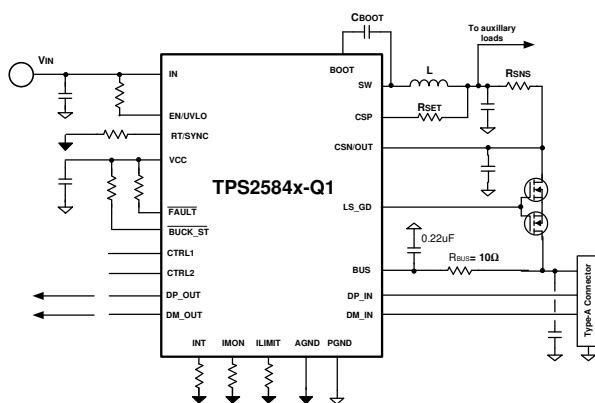 CBOOT
To auxillary
loads
VIN
IN
BOOT
SW
L
RSNS
EN/UVLO
CSP
RSET
RT/SYNC
VCC
CSN/OUT
TPS2584x-Q1
FAULT
LS_GD
BUCK_ST
0.22uF
CTRL1
CTRL2
BUS
RBUS= 10Ω
DP_OUT
DP_IN
DM_OUT
DM_IN
Type-A Connector
INT
IMON
ILIMIT
AGND
PGND